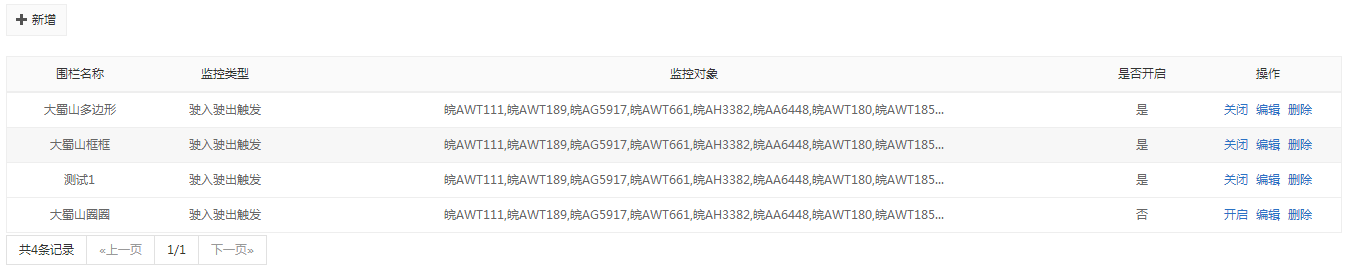 新增
围栏名称 监控类型 监控对象 是否开启 操作
大蜀山多边形 驶入驶出触发 皖AWT111,皖AWT189,皖AG5917,皖AWT661,皖AH3382,皖AA6448,皖AWT180,皖AWT185... 是 关闭 编辑 删除
大蜀山框框 驶入驶出触发 皖AWT111,皖AWT189,皖AG5917,皖AWT661,皖AH3382,皖AA6448,皖AWT180,皖AWT185... 是 关闭 编辑 删除
测试1 驶入驶出触发 皖AWT111,皖AWT189,皖AG5917,皖AWT661,皖AH3382,皖AA6448,皖AWT180,皖AWT185... 是 关闭 编辑 删除
大蜀山圆圆 驶入驶出触发 皖AWT111,皖AWT189,皖AG5917,皖AWT661,皖AH3382,皖AA6448,皖AWT180,皖AWT185... 否 开启 编辑 删除
共4条记录 «上一页 1/1 下一页»